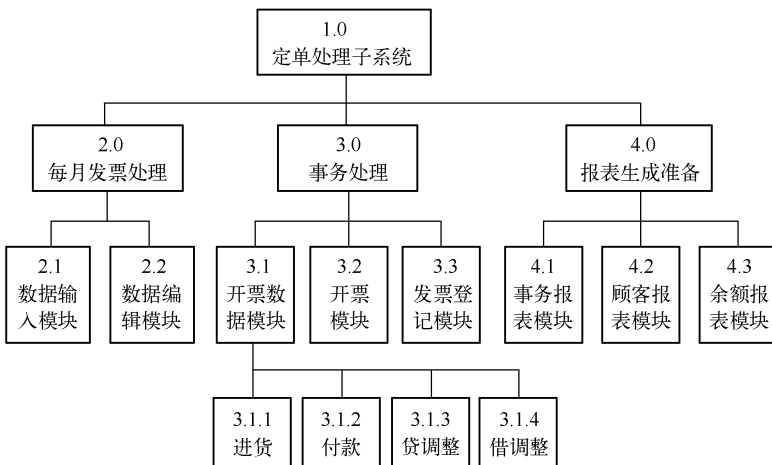 1.0
定单处理子系统
2.0
每月发票处理
3.0
事务处理
4.0
报表生成准备
2.1
数据输
入模块
2.2
数据编
辑模块
3.1
开票数
据模块
3.2
开票
模块
3.3
发票登
记模块
4.1
事务报
表模块
4.2
顾客报
表模块
4.3
余额报
表模块
3.1.1
进货
3.1.2
付款
3.1.3
贷调整
3.1.4
借调整